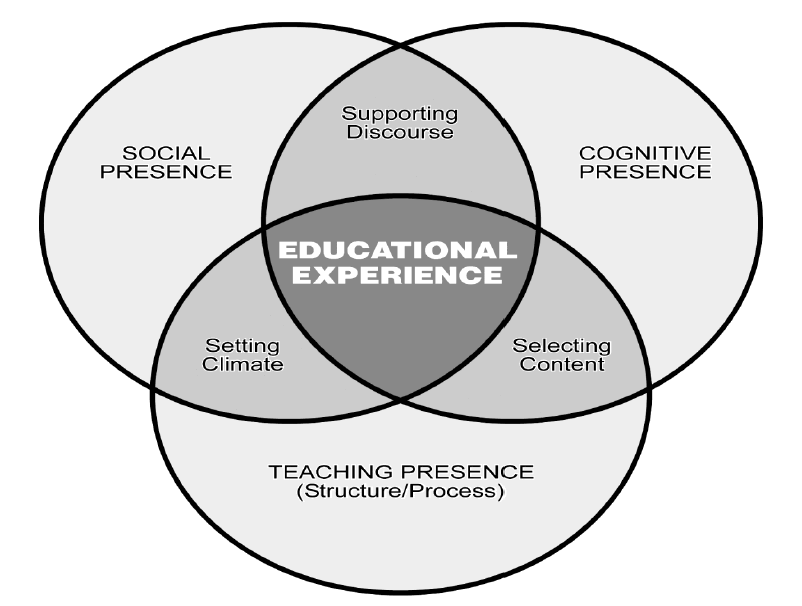 Supporting
Discourse
SOCIAL
PRESENCE
COGNITIVE
PRESENCE
EDUCATIONAL
EXPERIENCE
Setting
Climate
Selecting
Content
TEACHING PRESENCE
(Structure/Process)